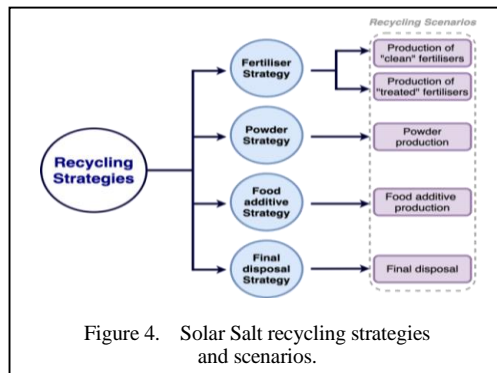 Recycling Scenarios
Fertiliser
Strategy
Production of
"clean" fertilisers
Production of
"treated" fertilisers
Recycling
Strategies
Powder
Strategy
Powder
production
Food
additive
Strategy
Food additive
production
Final
disposal
Strategy
Final disposal
Figure 4. Solar Salt recycling strategies
and scenarios.